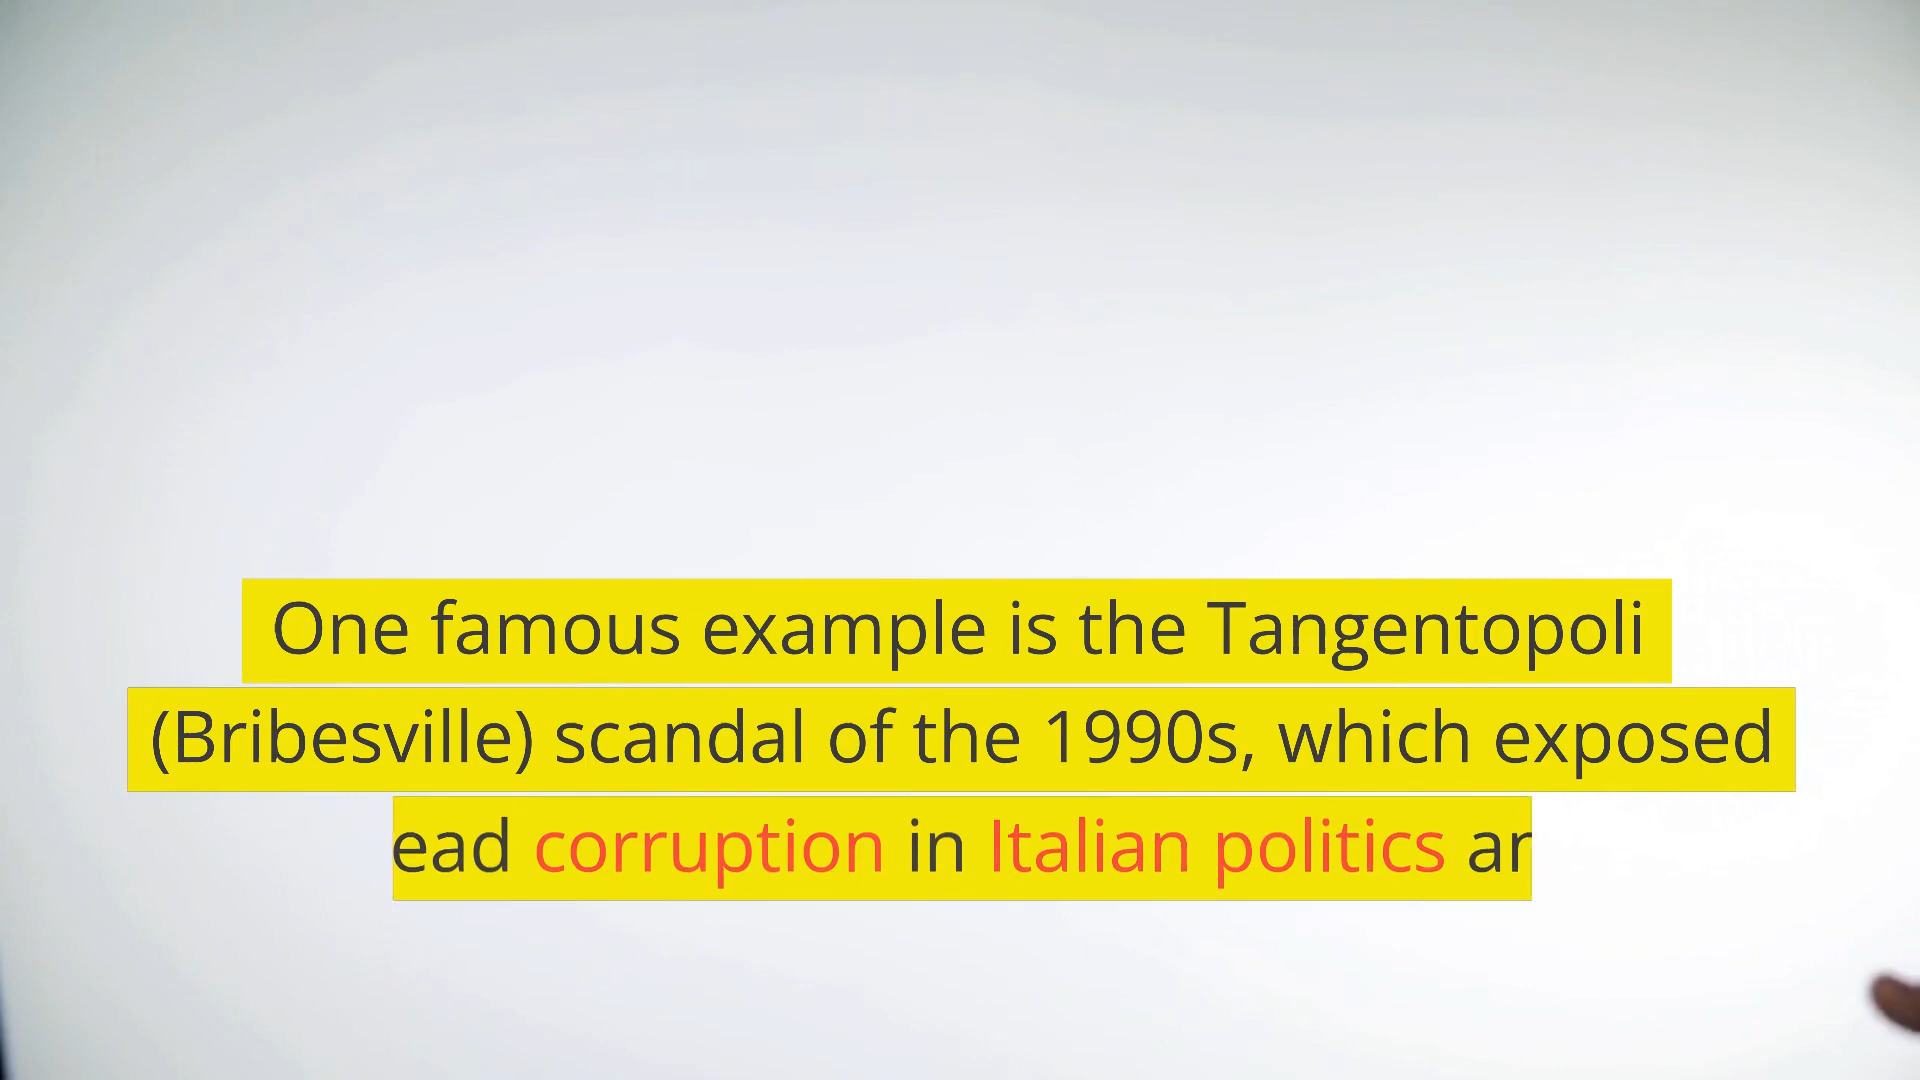 One famous example is the Tangentopoli
(Bribesville) scandal of the 1990s, which exposed
ead corruption in Italian politics ar